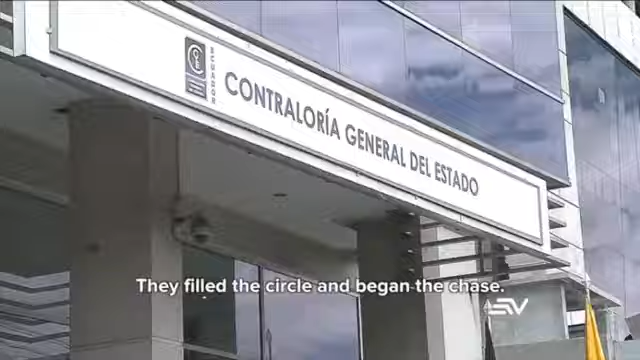 ECUADOR
CONTRALORÍA GENERAL DEL ESTADO
They filled the circle and began the chase.